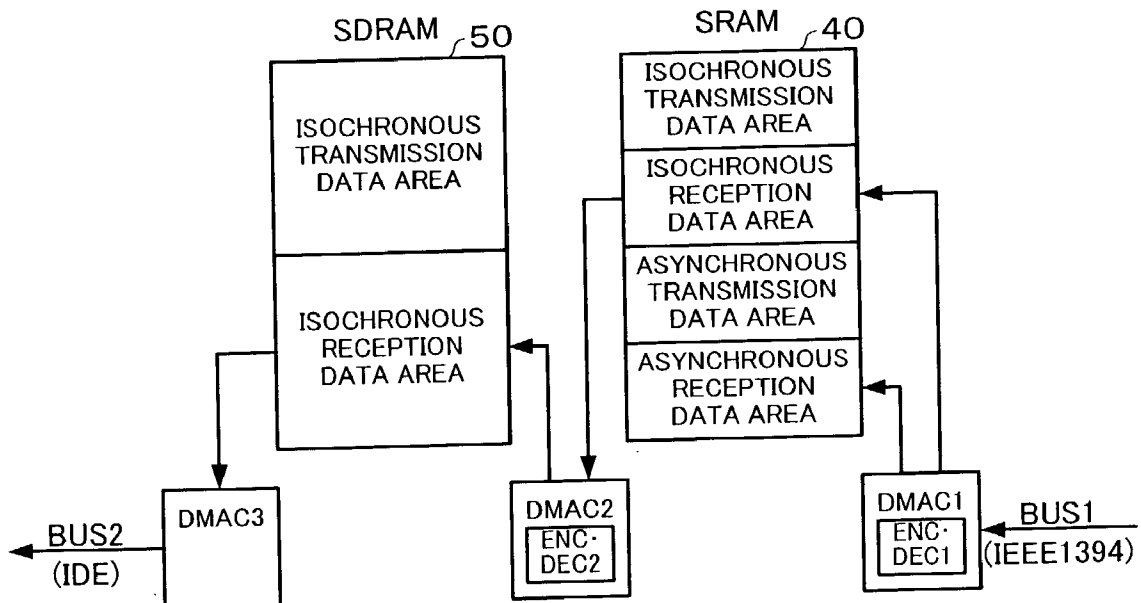 SDRAM
50
ISOCHRONOUS
TRANSMISSION
DATA AREA
ISOCHRONOUS
RECEPTION
DATA AREA
SRAM
40
ISOCHRONOUS
TRANSMISSION
DATA AREA
ISOCHRONOUS
RECEPTION
DATA AREA
ASYNCHRONOUS
TRANSMISSION
DATA AREA
ASYNCHRONOUS
RECEPTION
DATA AREA
BUS2
(IDE)
DMAC3
DMAC2
ENC·
DEC2
DMAC1
ENC·
DEC1
BUS1
(IEEE1394)